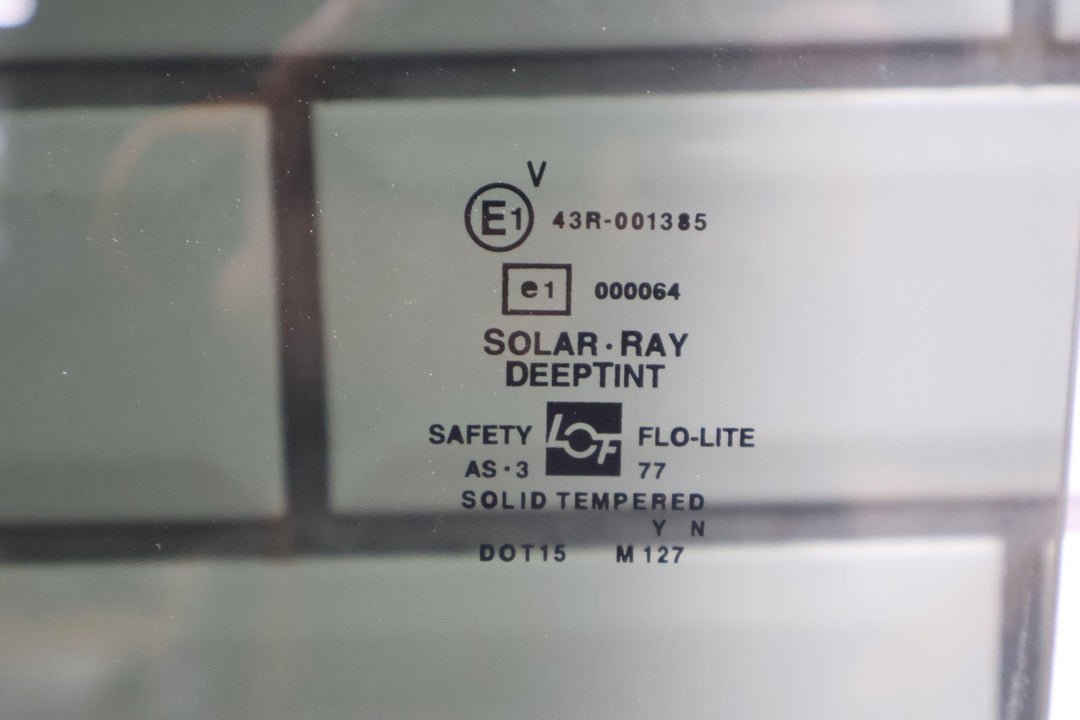 V
E1 43R-001385
e1 000064
SOLAR·RAY
DEEPTINT
SAFETY LOF FLO-LITE
AS·3 77
SOLID TEMPERED
Y N
DOT15 M127